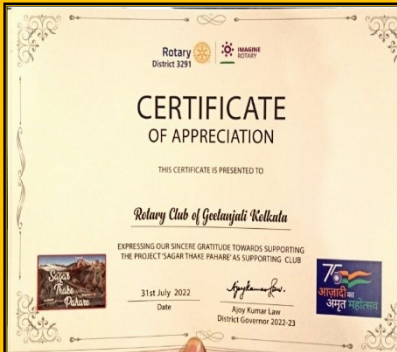 Rotary
District 3291
IMAGINE
ROTARY
CERTIFICATE
OF APPRECIATION
THIS CERTIFICATE IS PRESENTED TO
Rotary Club of Geetanjali Kolkata
EXPRESSING OUR SINCERE GRATITUDE TOWARDS SUPPORTING
THE PROJECT 'SAGAR THAKE PAHARE' AS SUPPORTING CLUB
Sagar
Thake
Pahare
31st July 2022
Date
Ajoykumar Law.
Ajoy Kumar Law
District Governor 2022-23
75
आज़ादी का
अमृत महोत्सव